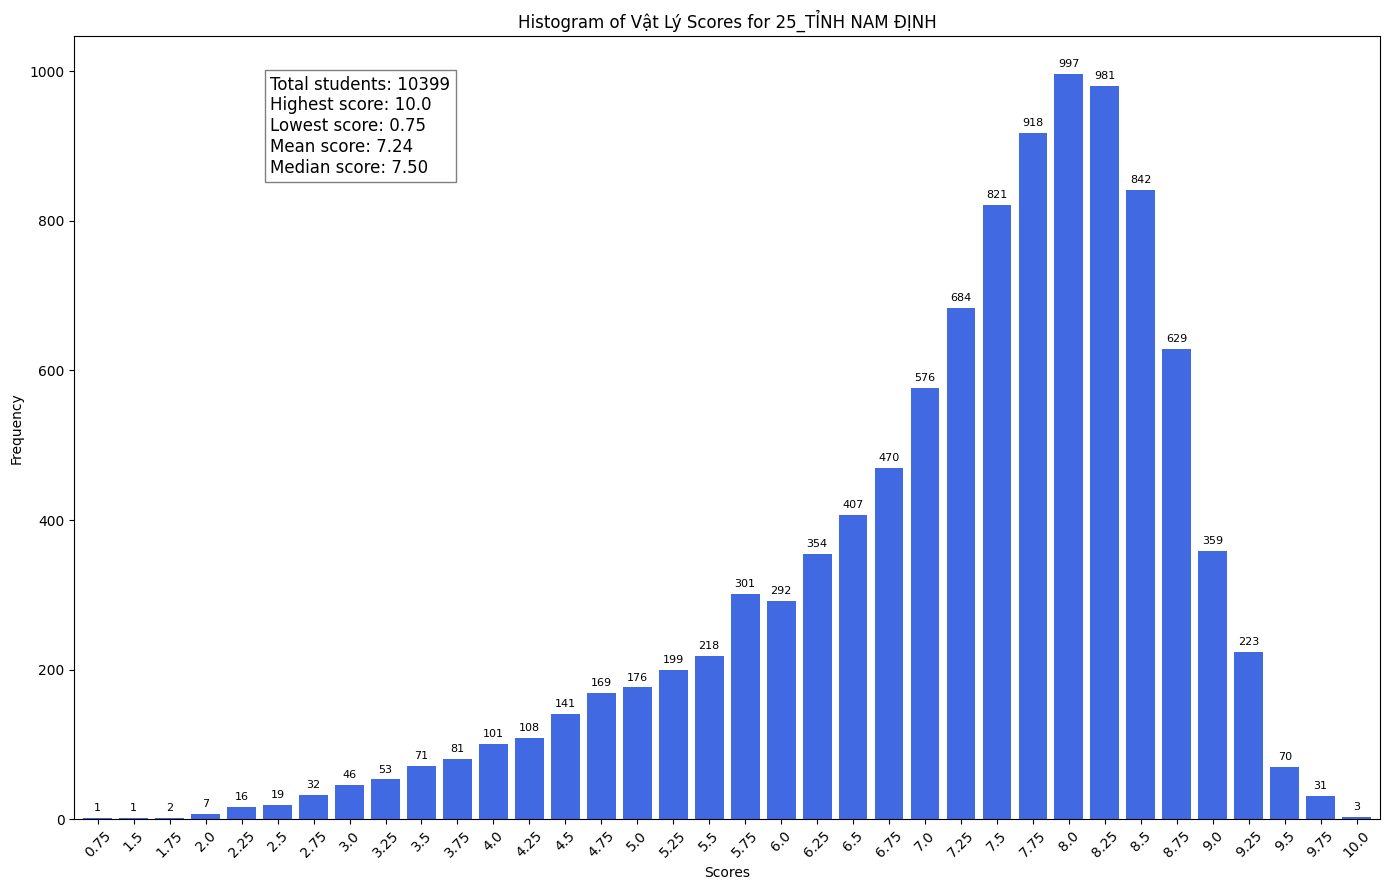 Histogram of Vật Lý Scores for 25_TỈNH NAM ĐỊNH
Total students: 10399
Highest score: 10.0
Lowest score: 0.75
Mean score: 7.24
Median score: 7.50
Frequency
1000
800
600
400
200
0
1 1 2 7 16 19 32 46 53 71 81 101 108 141 169 176 199 218 301 292 354 407 470 576 684 821 918 997 981 842 629 359 223 70 31 3
0.75 1.5 1.75 2.0 2.25 2.5 2.75 3.0 3.25 3.5 3.75 4.0 4.25 4.5 4.75 5.0 5.25 5.5 5.75 6.0 6.25 6.5 6.75 7.0 7.25 7.5 7.75 8.0 8.25 8.5 8.75 9.0 9.25 9.5 9.75 10.0
Scores